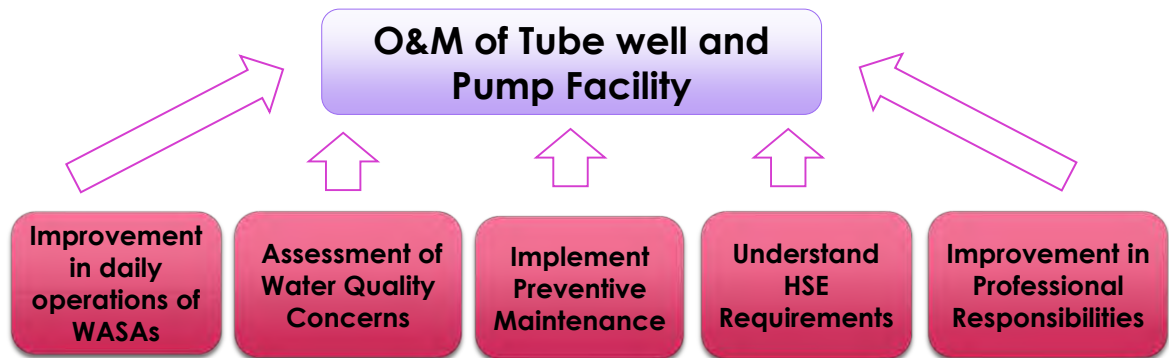 O&M of Tube well and
Pump Facility
Improvement
in daily
operations of
WASAs
Assessment of
Water Quality
Concerns
Implement
Preventive
Maintenance
Understand
HSE
Requirements
Improvement in
Professional
Responsibilities